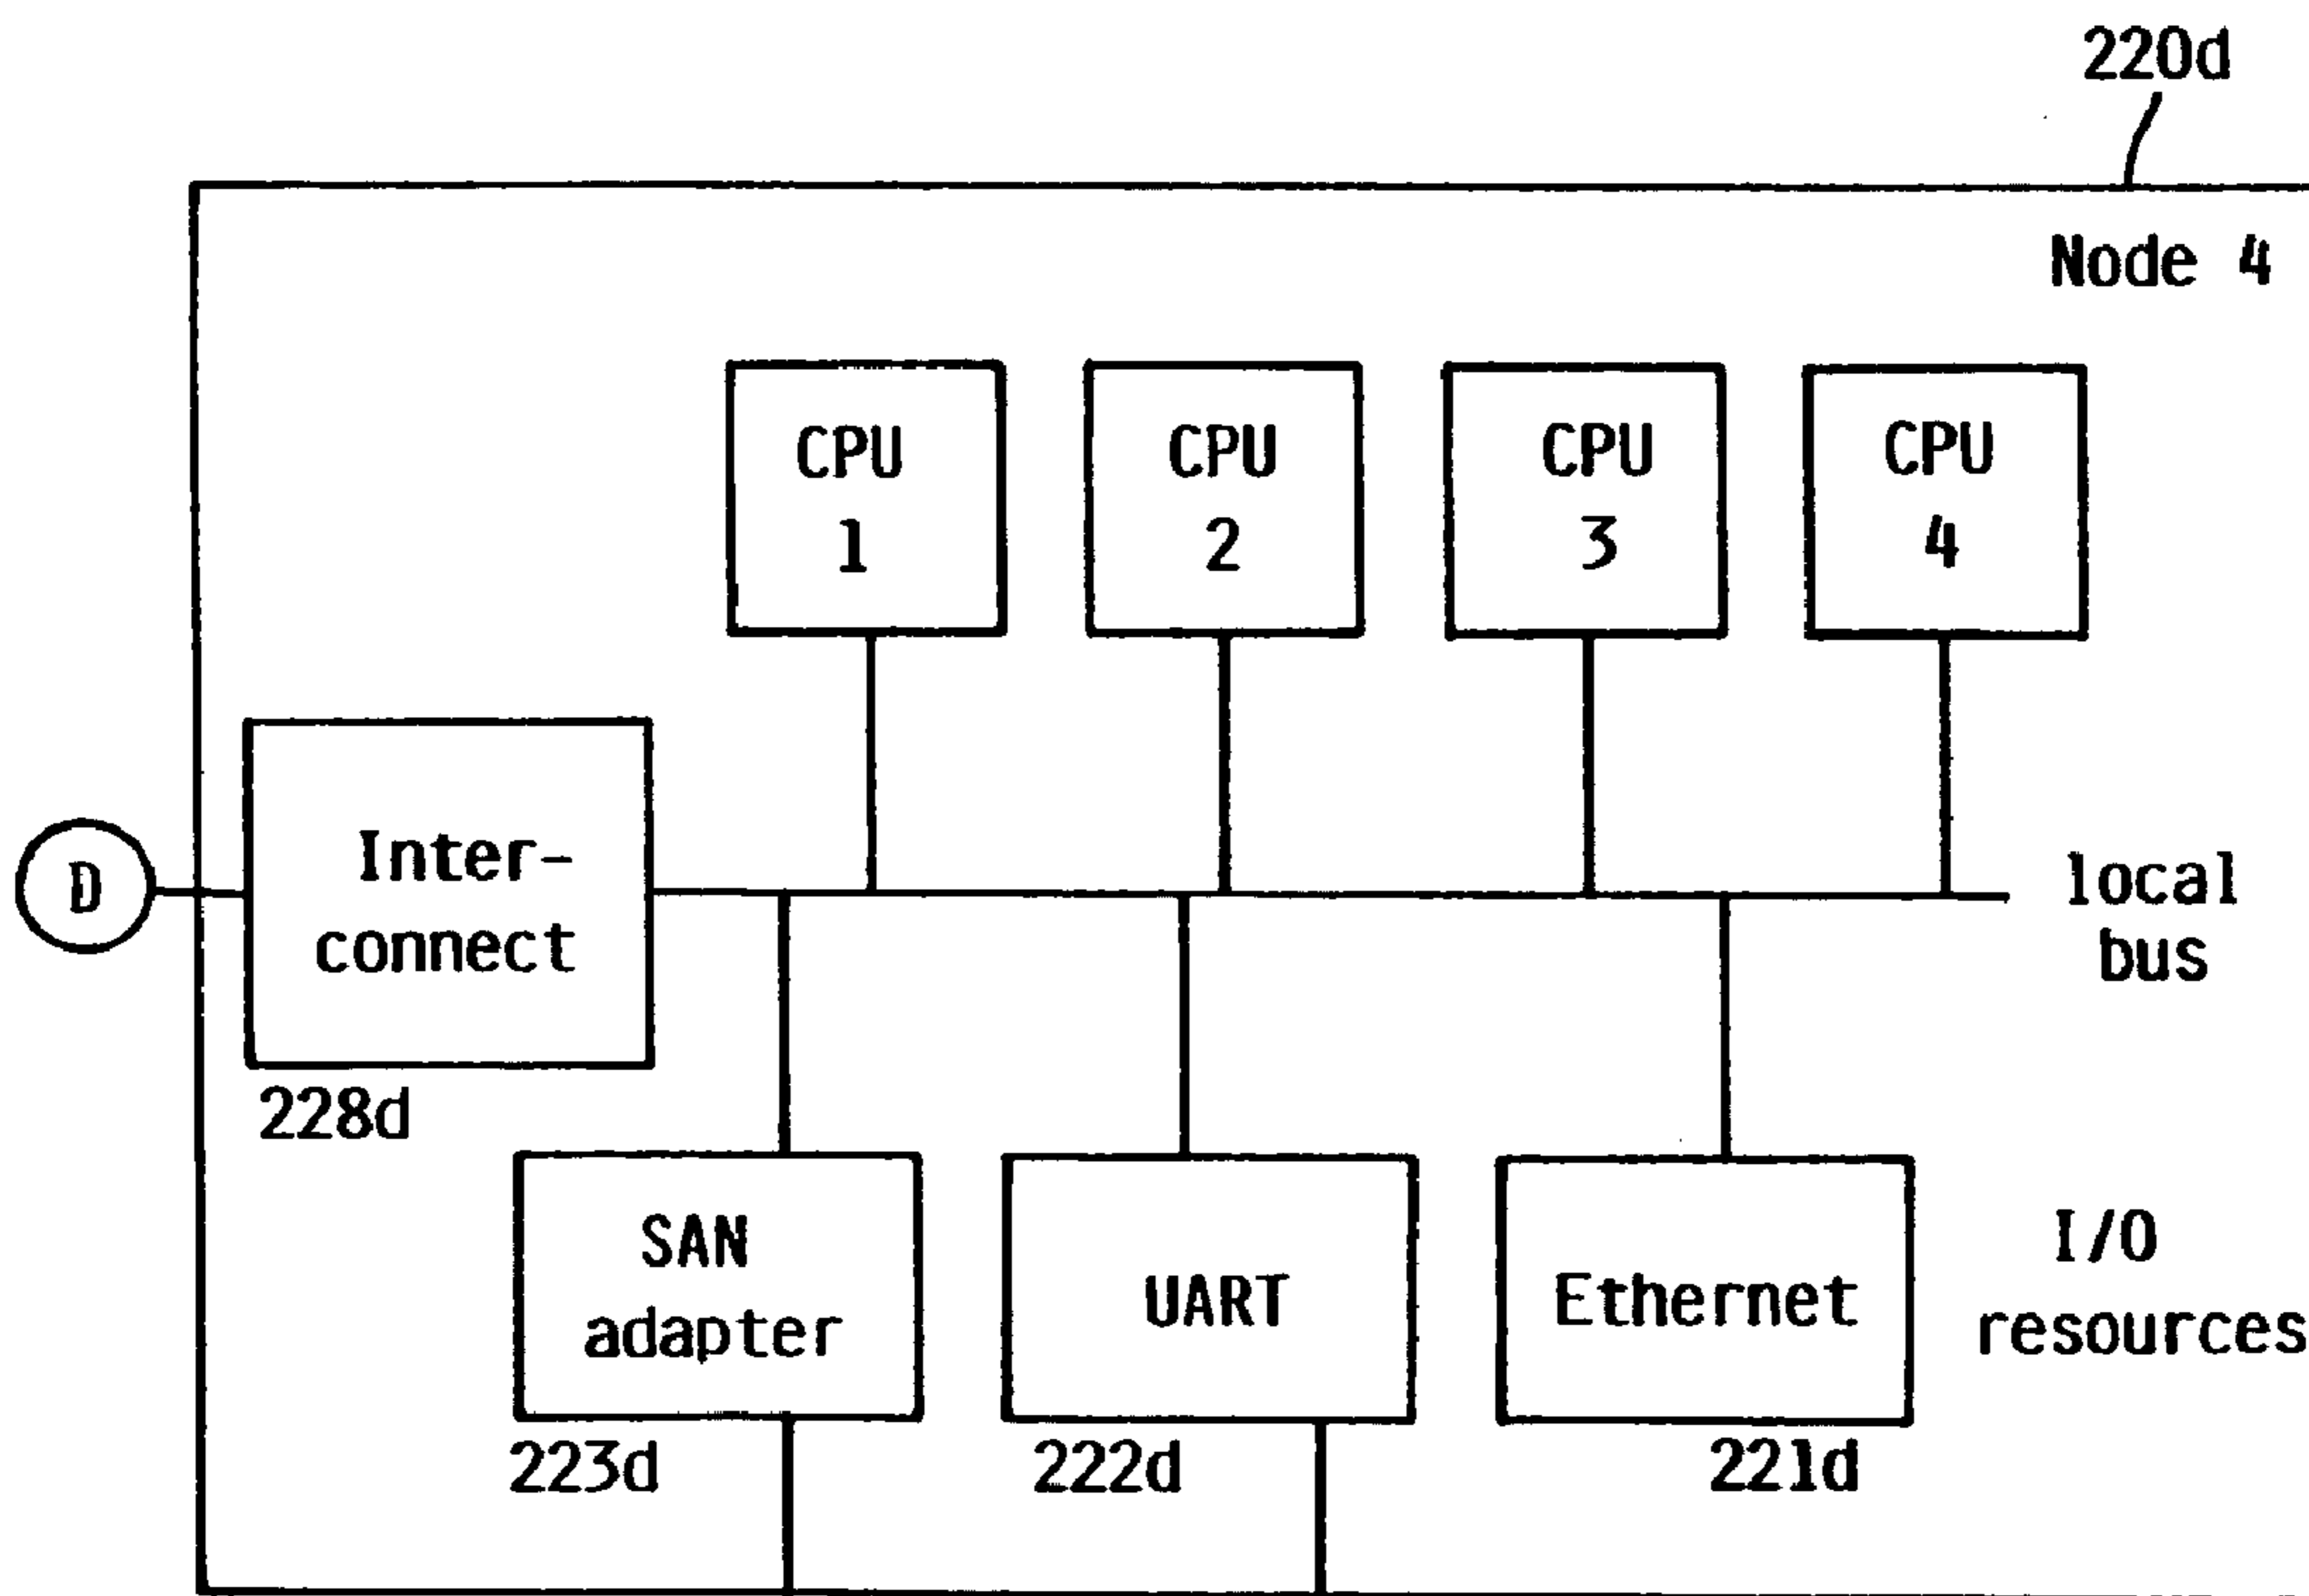 220d
Node 4
CPU
1
CPU
2
CPU
3
CPU
4
D
Inter-
connect
local
bus
228d
SAN
adapter
UART
Ethernet
I/O
resources
223d
222d
221d